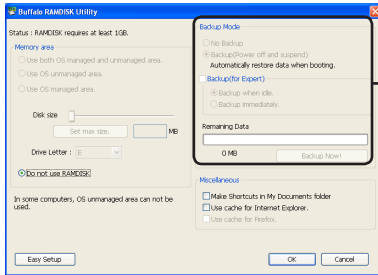 Buffalo RAMDISK Utility
Status : RAMDISK requires at least 1GB.
Memory area
Use both OS managed and unmanaged area.
Use OS unmanaged area.
Use OS managed area.
Disk size
Set max size.
MB
Drive Letter : E
Do not use RAMDISK
In some computers, OS unmanaged area can not be
used.
Easy Setup
Backup Mode
No Backup
Backup(Power off and suspend)
Automatically restore data when booting.
Backup(for Expert)
Backup when idle.
Backup immediately.
Remaining Data
0 MB
Backup Now!
Miscellaneous
Make Shortcuts in My Documents folder
Use cache for Internet Explorer.
Use cache for Firefox.
OK
Cancel